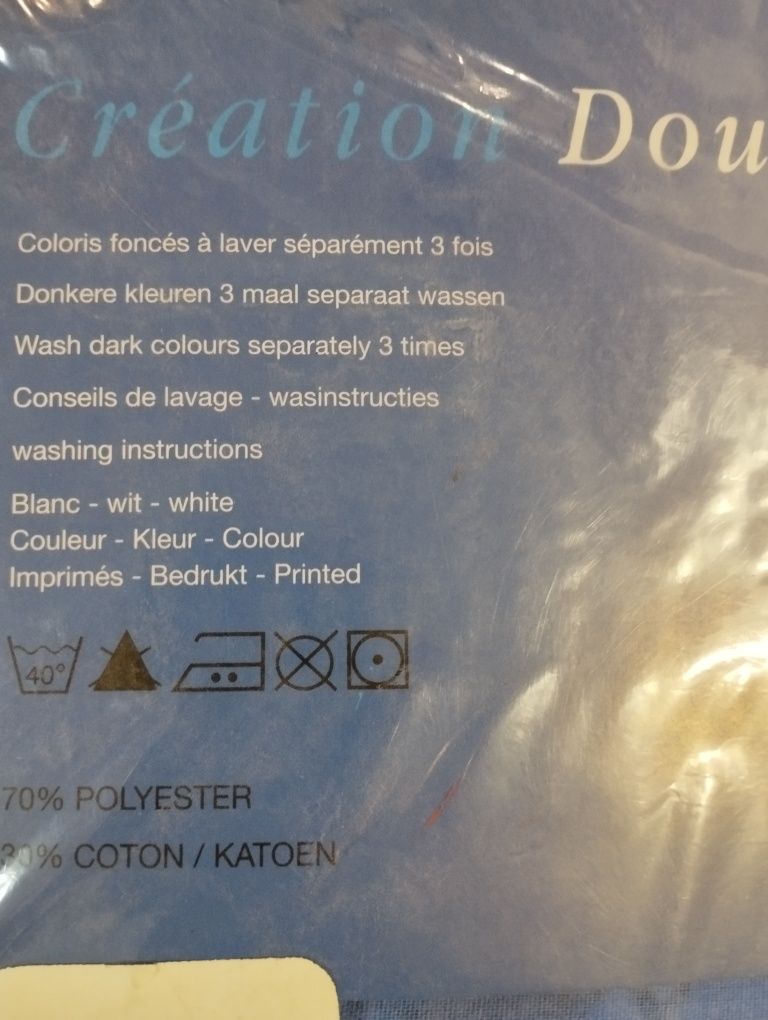 Création Dou
Coloris foncés à laver séparément 3 fois
Donkere kleuren 3 maal separaat wassen
Wash dark colours separately 3 times
Conseils de lavage - wasinstructies
washing instructions
Blanc - wit - white
Couleur - Kleur - Colour
Imprimés - Bedrukt - Printed
40°
70% POLYESTER
30% COTON / KATOEN